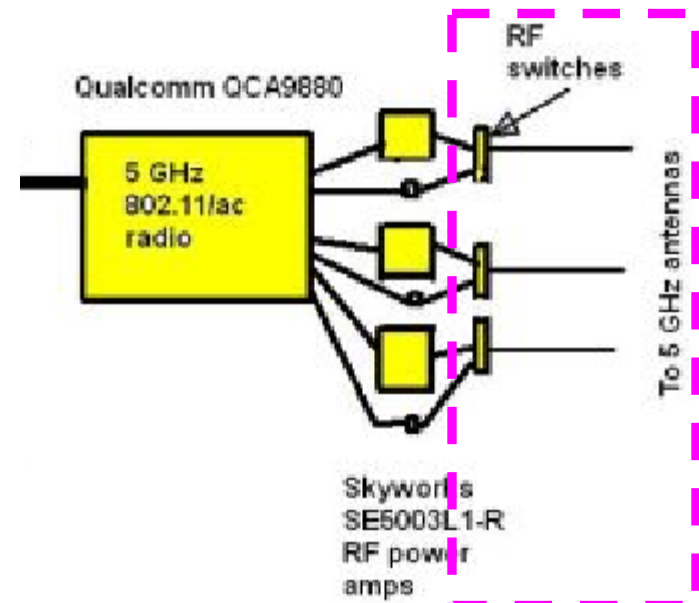 RF
switches
Qualcomm QCA9880
5 GHz
802.11/ac
radio
To 5 GHz antennas
Skyworks
SE5003L1-R
RF power
amps